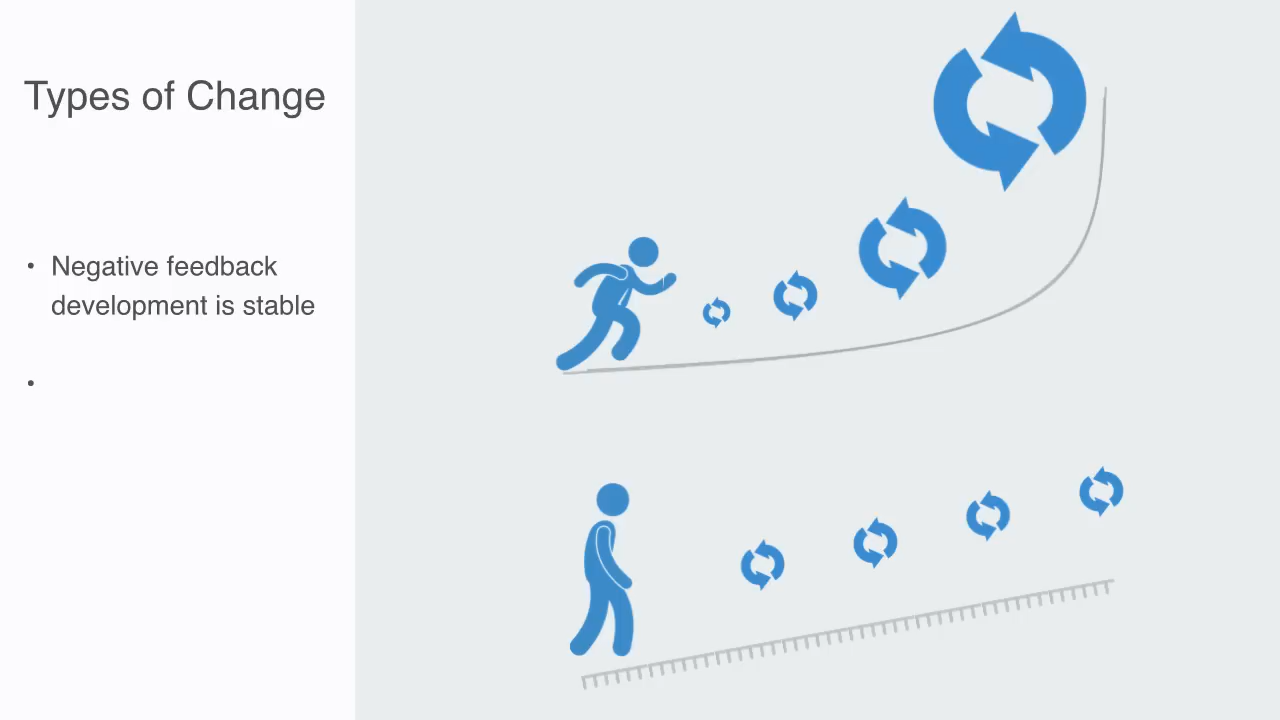 Types of Change
• Negative feedback
development is stable
•